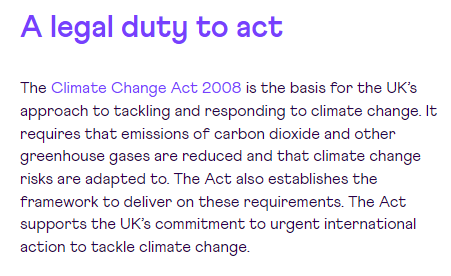 A legal duty to act
The Climate Change Act 2008 is the basis for the UK’s
approach to tackling and responding to climate change. It
requires that emissions of carbon dioxide and other
greenhouse gases are reduced and that climate change
risks are adapted to. The Act also establishes the
framework to deliver on these requirements. The Act
supports the UK’s commitment to urgent international
action to tackle climate change.